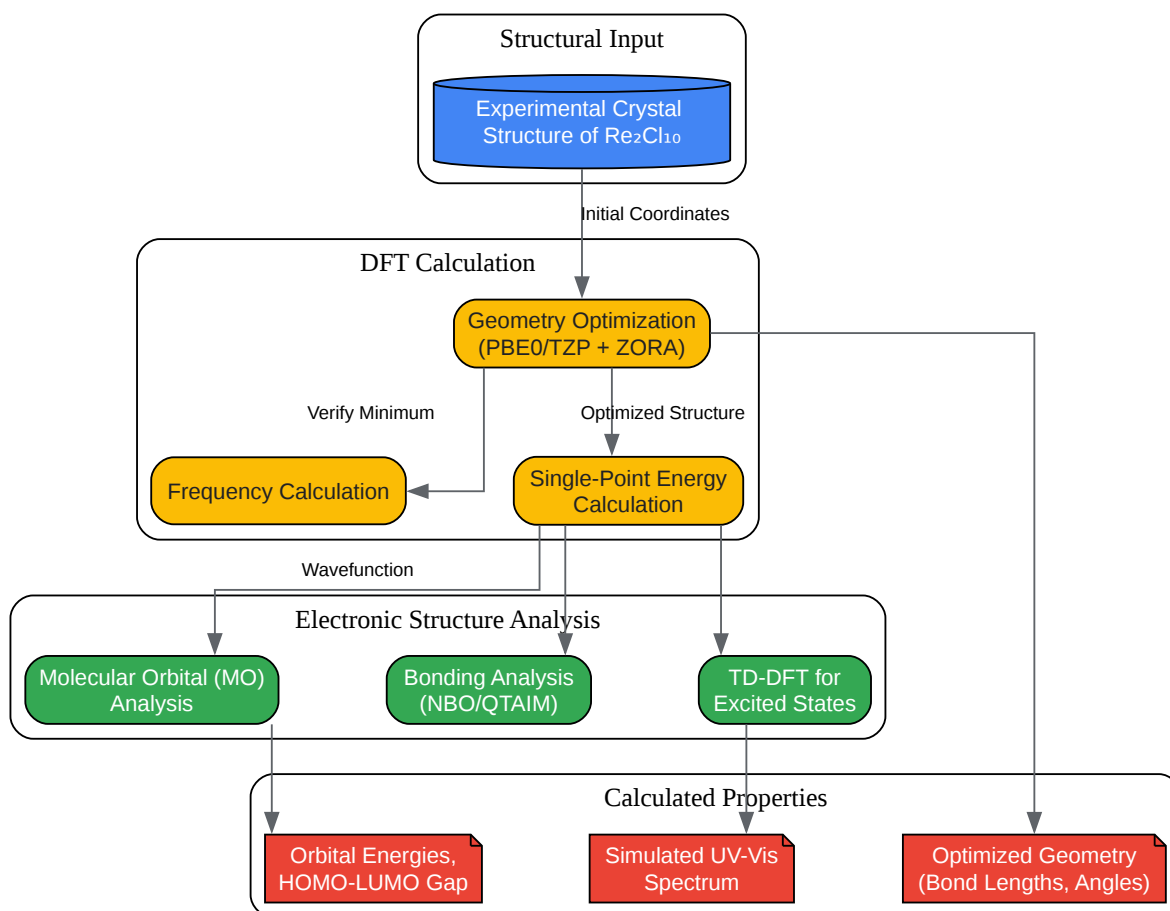 Structural Input
Experimental Crystal
Structure of Re₂Cl₁₀
Initial Coordinates
DFT Calculation
Geometry Optimization
(PBE0/TZP + ZORA)
Verify Minimum
Optimized Structure
Frequency Calculation
Single-Point Energy
Calculation
Wavefunction
Electronic Structure Analysis
Molecular Orbital (MO)
Analysis
Bonding Analysis
(NBO/QTAIM)
TD-DFT for
Excited States
Calculated Properties
Orbital Energies,
HOMO-LUMO Gap
Simulated UV-Vis
Spectrum
Optimized Geometry
(Bond Lengths, Angles)